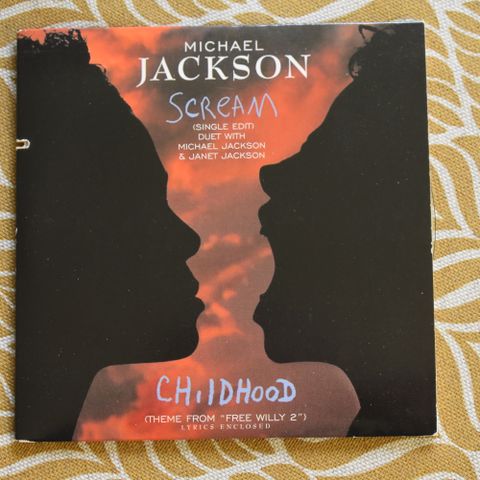 MICHAEL
JACKSON
SCREAM
(SINGLE EDIT)
DUET WITH
MICHAEL JACKSON
& JANET JACKSON
CHILDHOOD
(THEME FROM "FREE WILLY 2")
LYRICS ENCLOSED